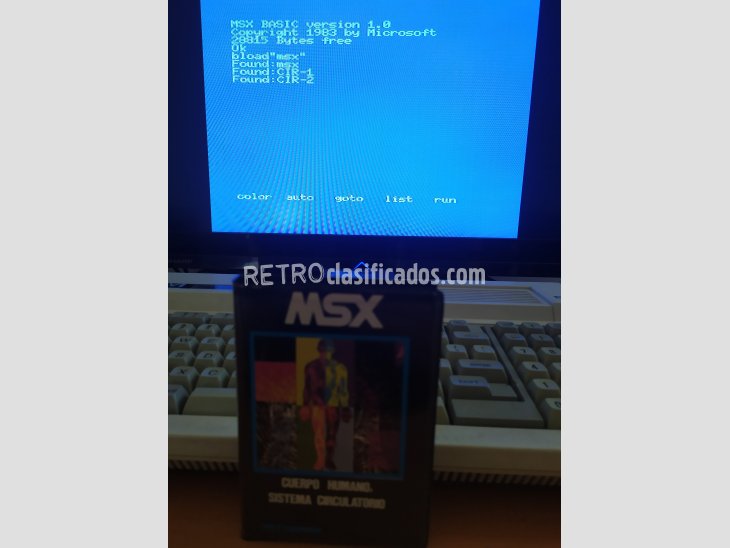 MSX BASIC version 1.0
Copyright 1983 by Microsoft
28815 Bytes free
Ok
bload"msx"
Found:msx
Found:CIR-1
Found:CIR-2
color auto goto list run
RETROclasificados.com
MSX
CUERPO HUMANO.
SISTEMA CIRCULATORIO